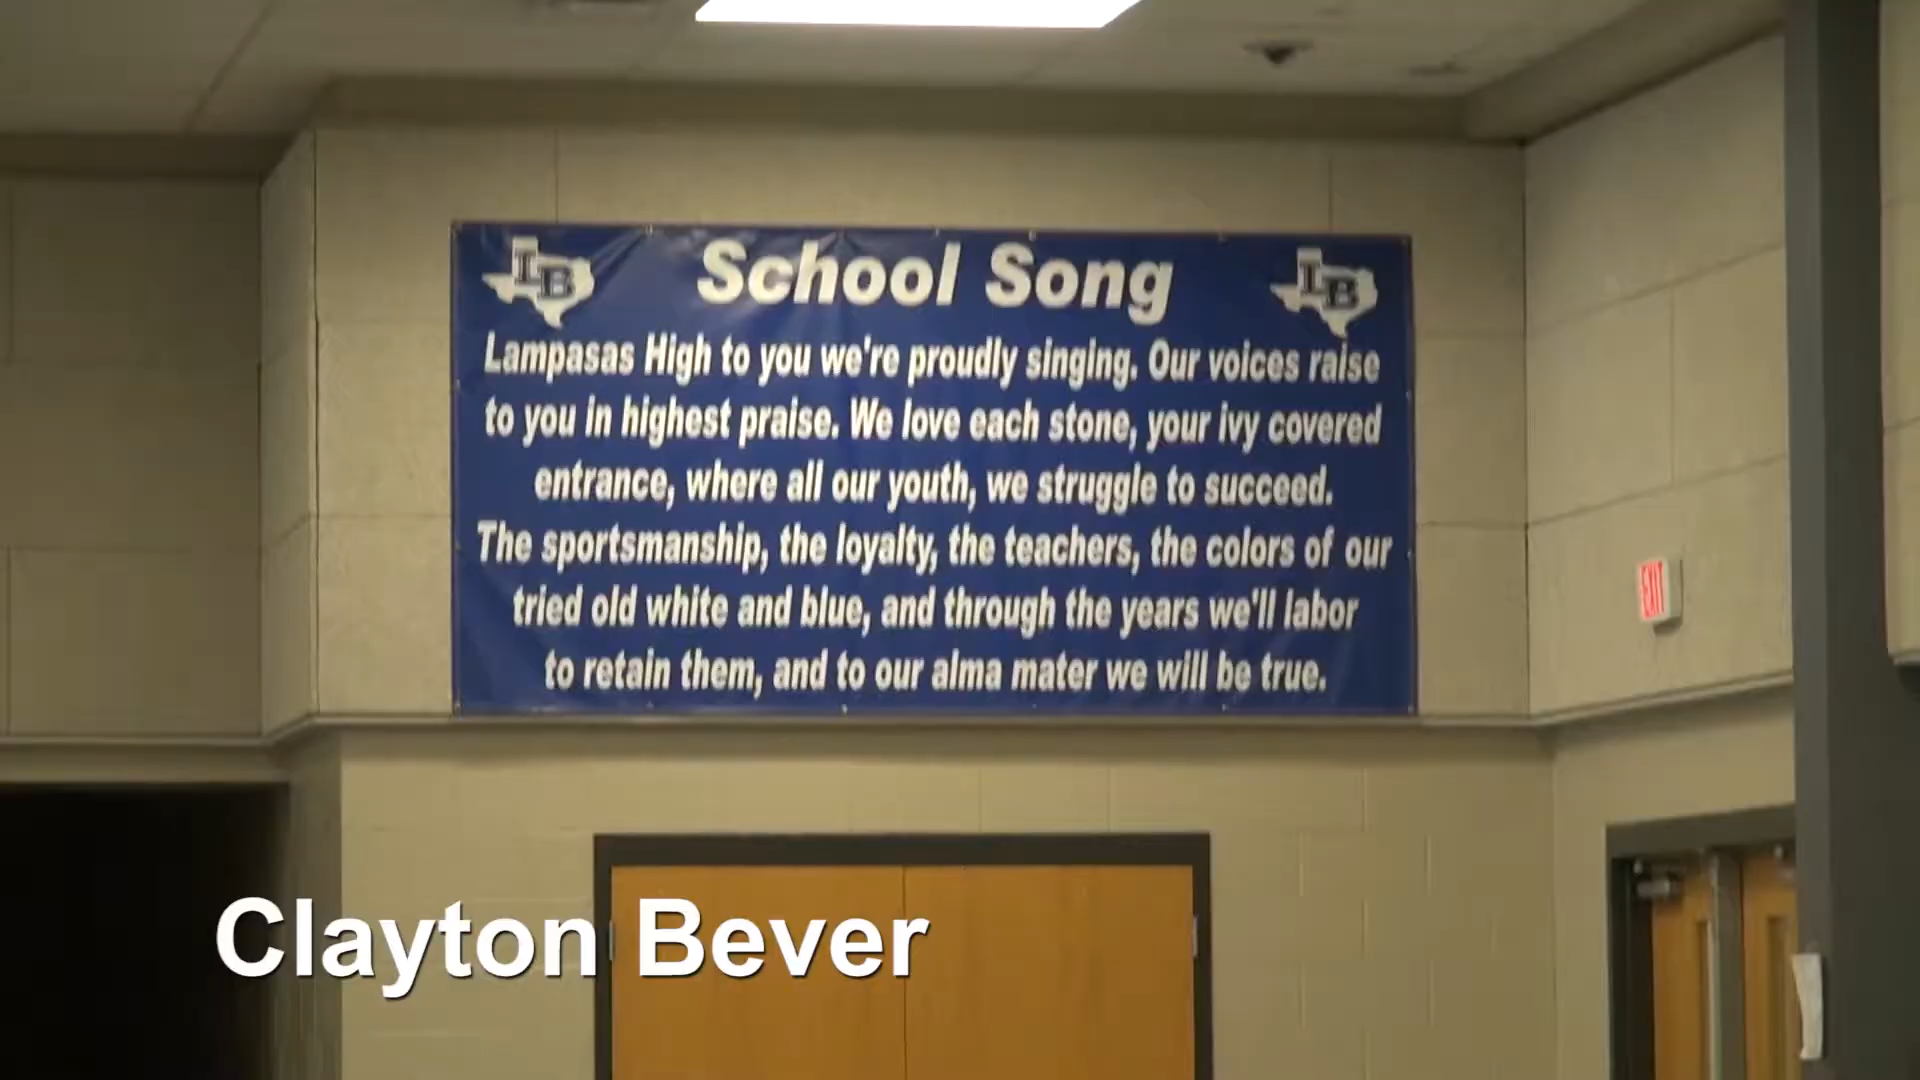 School Song
LB
LB
Lampasas High to you we're proudly singing. Our voices raise
to you in highest praise. We love each stone, your ivy covered
entrance, where all our youth, we struggle to succeed.
The sportsmanship, the loyalty, the teachers, the colors of our
tried old white and blue, and through the years we'll labor
to retain them, and to our alma mater we will be true.
EXIT
Clayton Bever